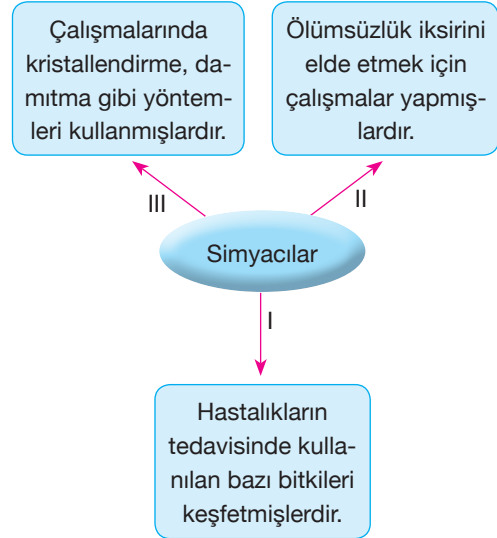 Çalışmalarında
kristallendirme, da-
mıtma gibi yöntem-
leri kullanmışlardır.
Ölümsüzlük iksirini
elde etmek için
çalışmalar yapmış-
lardır.
III
II
Simyacılar
I
Hastalıkların
tedavisinde kulla-
nılan bazı bitkileri
keşfetmişlerdir.